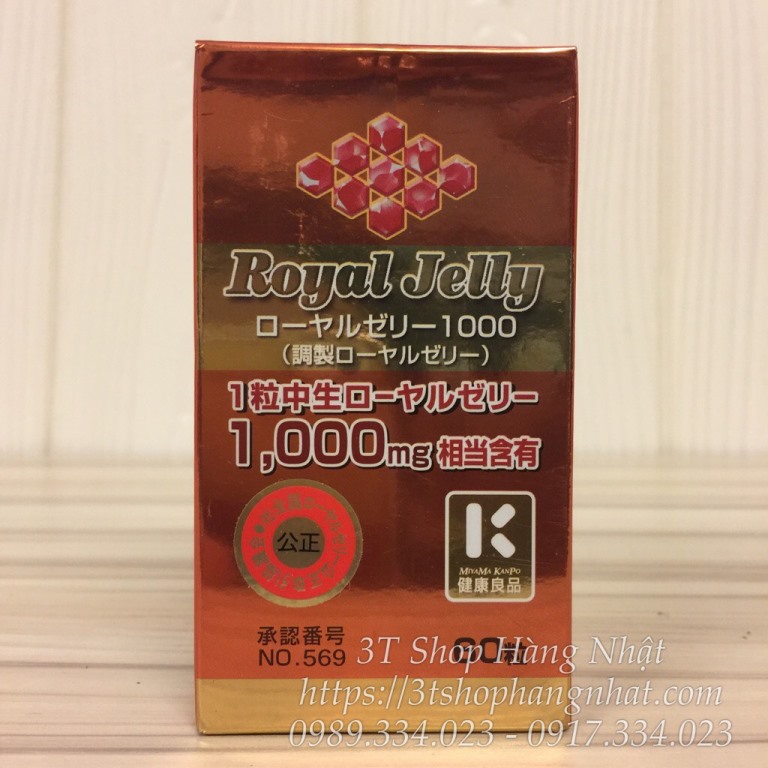 Royal Jelly
ローヤルゼリー1000
(調製ローヤルゼリー)
1粒中生ローヤルゼリー
1,000mg 相当含有
公正
K
MIYAMA KANPO
健康良品
承認番号
NO.569
粒
3T Shop Hàng Nhật
https://3tshophangnhat.com
0989.334.023 - 0917.334.023